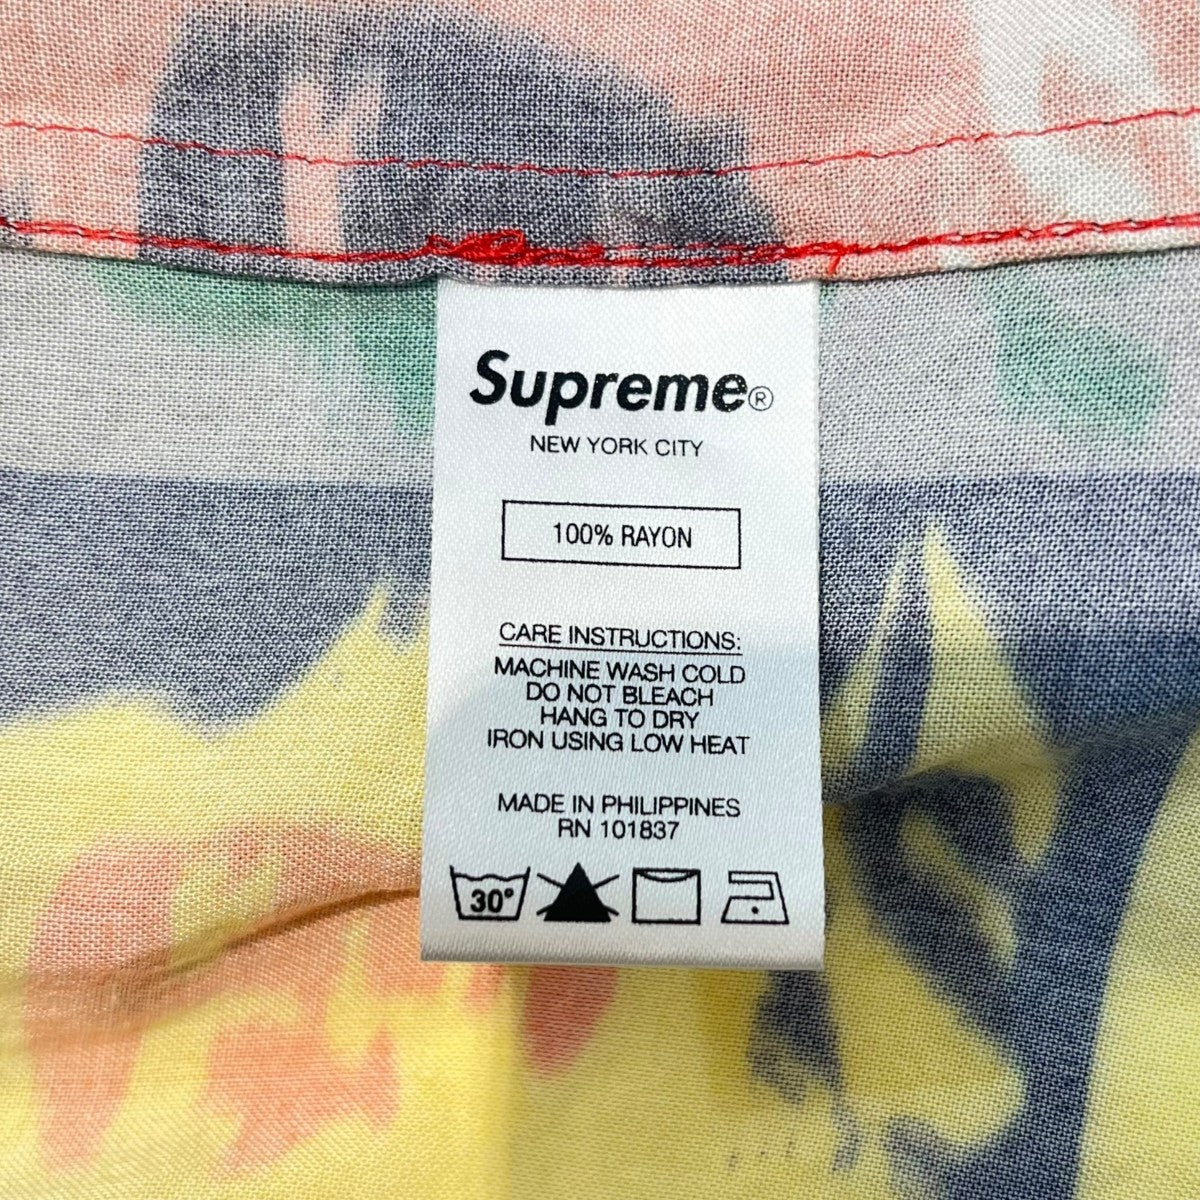 Supreme®
NEW YORK CITY
100% RAYON
CARE INSTRUCTIONS:
MACHINE WASH COLD
DO NOT BLEACH
HANG TO DRY
IRON USING LOW HEAT
MADE IN PHILIPPINES
RN 101837
30°